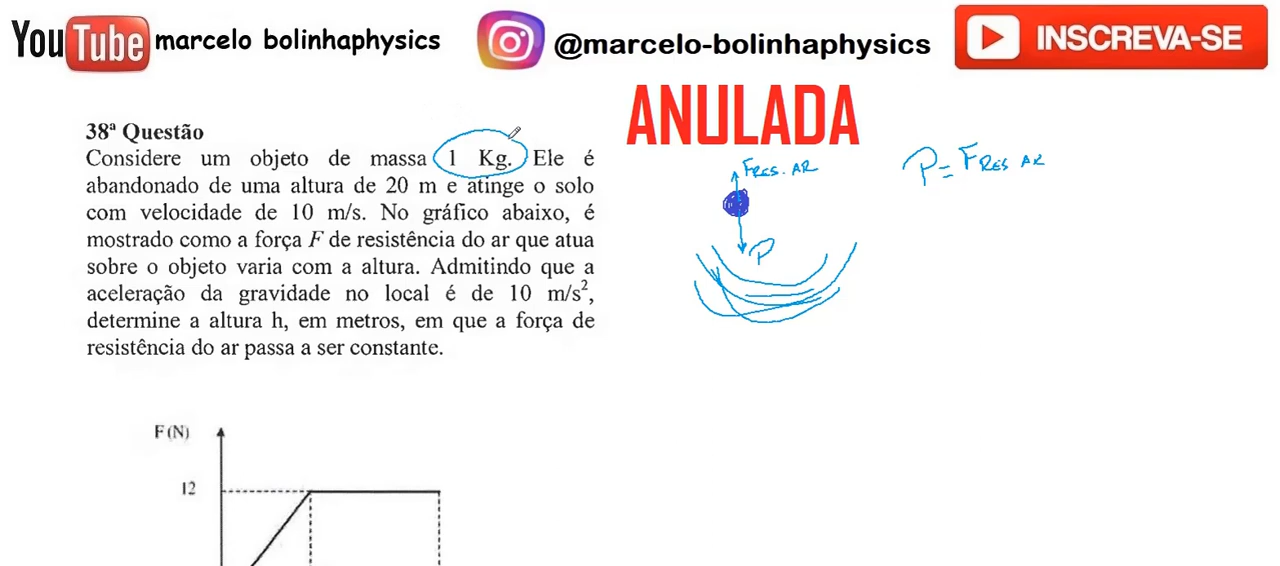 You Tube marcelo bolinhaphysics
@marcelo-bolinhaphysics
INSCREVA-SE
ANULADA
38ª Questão
Considere um objeto de massa 1 Kg. Ele é
abandonado de uma altura de 20 m e atinge o solo
com velocidade de 10 m/s. No gráfico abaixo, é
mostrado como a força F de resistência do ar que atua
sobre o objeto varia com a altura. Admitindo que a
aceleração da gravidade no local é de 10 m/s²,
determine a altura h, em metros, em que a força de
resistência do ar passa a ser constante.
F (N)
12
FRES. AR
P
P = FRES AR